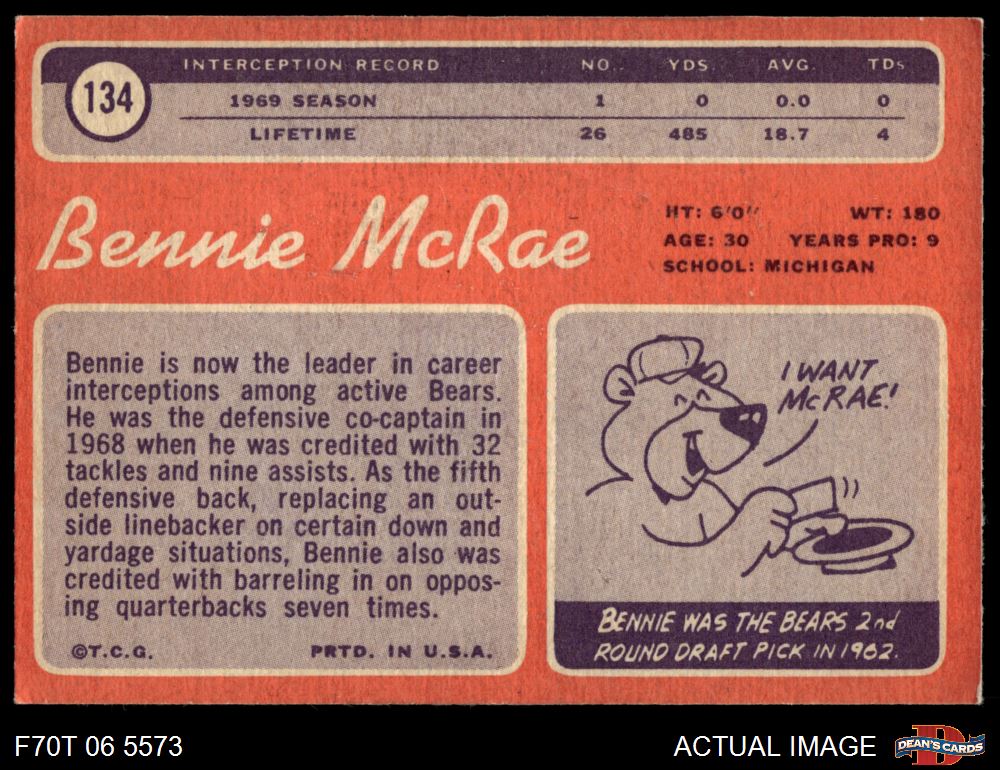 134
INTERCEPTION RECORD NO. YDS. AVG. TDs.
1969 SEASON 1 0 0.0 0
LIFETIME 26 485 18.7 4
Bennie McRae
HT: 6'0" WT: 180
AGE: 30 YEARS PRO: 9
SCHOOL: MICHIGAN
Bennie is now the leader in career
interceptions among active Bears.
He was the defensive co-captain in
1968 when he was credited with 32
tackles and nine assists. As the fifth
defensive back, replacing an out-
side linebacker on certain down and
yardage situations, Bennie also was
credited with barreling in on oppos-
ing quarterbacks seven times.
©T.C.G. PRTD. IN U.S.A.
I WANT
McRAE!
BENNIE WAS THE BEARS 2nd
ROUND DRAFT PICK IN 1962.
F70T 06 5573
ACTUAL IMAGE
DEAN'S CARDS